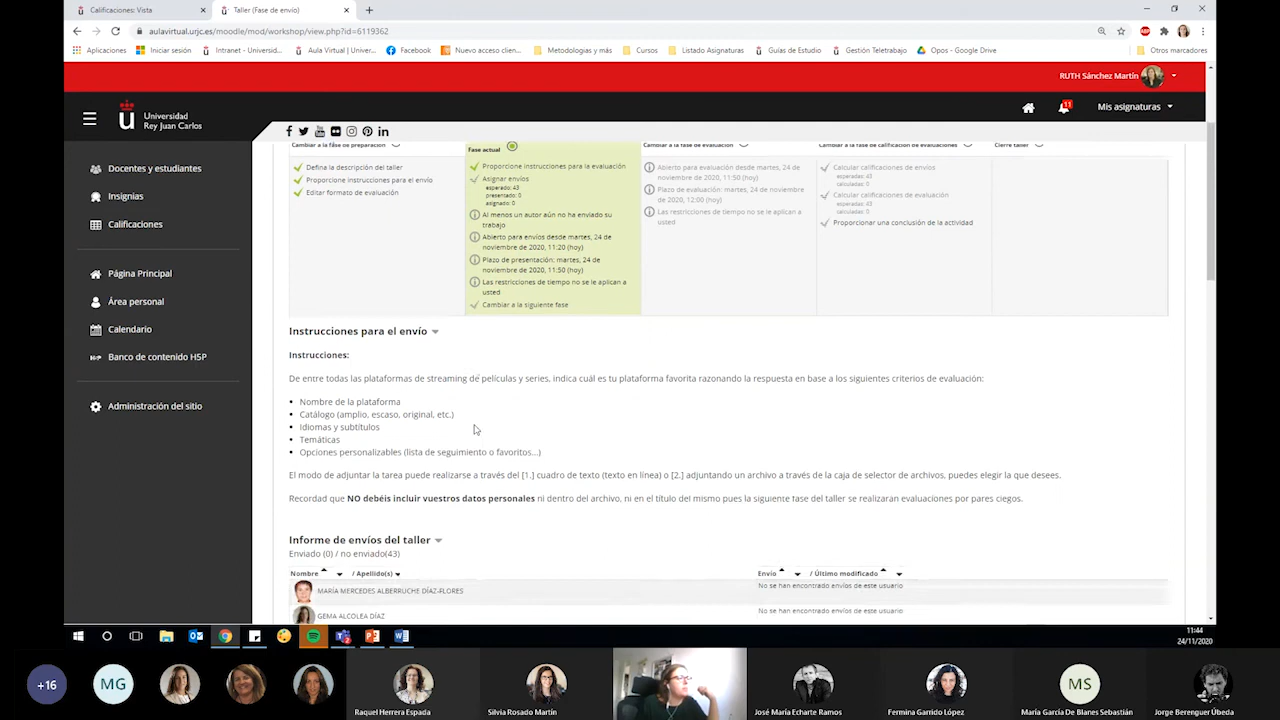 Calificaciones: Vista
Taller (Fase de envío)
aulavirtual.urjc.es/moodle/mod/workshop/view.php?id=6119362
Aplicaciones
Iniciar sesión
Intranet - Universid...
Aula Virtual | Univer...
Facebook
Nuevo acceso clien...
Metodologias y más
Cursos
Listado Asignaturas
Guías de Estudio
Gestión Teletrabajo
Opos - Google Drive
Otros marcadores
RUTH Sánchez Martín
Universidad
Rey Juan Carlos
11
Mis asignaturas
Docentes y estudiantes
Insignias
Calificaciones
Página Principal
Área personal
Calendario
Banco de contenido H5P
Administración del sitio
Cambiar a la fase de preparación
Defina la descripción del taller
Proporcione instrucciones para el envío
Editar formato de evaluación
Fase actual
Proporcione instrucciones para la evaluación
Asignar envíos
esperado: 43
presentado: 0
asignado: 0
Al menos un autor aún no ha enviado su
trabajo
Abierto para envíos desde martes, 24 de
noviembre de 2020, 11:20 (hoy)
Plazo de presentación: martes, 24 de
noviembre de 2020, 11:50 (hoy)
Las restricciones de tiempo no se le aplican a
usted
Cambiar a la siguiente fase
Cambiar a la fase de evaluación
Abierto para evaluación desde martes, 24 de
noviembre de 2020, 11:50 (hoy)
Plazo de evaluación: martes, 24 de noviembre
de 2020, 12:00 (hoy)
Las restricciones de tiempo no se le aplican a
usted
Cambiar a la fase de calificación de evaluaciones
Calcular calificaciones de envíos
esperadas: 43
calculadas: 0
Calcular calificaciones de evaluación
esperadas: 43
calculadas: 0
Proporcionar una conclusión de la actividad
Cierre taller
Instrucciones para el envío
Instrucciones:
De entre todas las plataformas de streaming de películas y series, indica cuál es tu plataforma favorita razonando la respuesta en base a los siguientes criterios de evaluación:
Nombre de la plataforma
Catálogo (amplio, escaso, original, etc.)
Idiomas y subtítulos
Temáticas
Opciones personalizables (lista de seguimiento o favoritos...)
El modo de adjuntar la tarea puede realizarse a través del [1.] cuadro de texto (texto en línea) o [2.] adjuntando un archivo a través de la caja de selector de archivos, puedes elegir la que desees.
Recordad que NO debéis incluir vuestros datos personales ni dentro del archivo, ni en el título del mismo pues la siguiente fase del taller se realizaran evaluaciones por pares ciegos.
Informe de envíos del taller
Enviado (0) / no enviado(43)
Nombre / Apellido(s)
Envío / Último modificado
MARÍA MERCEDES ALBERRUCHE DÍAZ-FLORES
No se han encontrado envíos de este usuario
GEMA ALCOLEA DÍAZ
No se han encontrado envíos de este usuario
11:44
24/11/2020
+16
MG
Raquel Herrera Espada
Silvia Rosado Martín
José María Echarte Ramos
Fermina Garrido López
MS
María García De Blanes Sebastián
Jorge Berenguer Úbeda